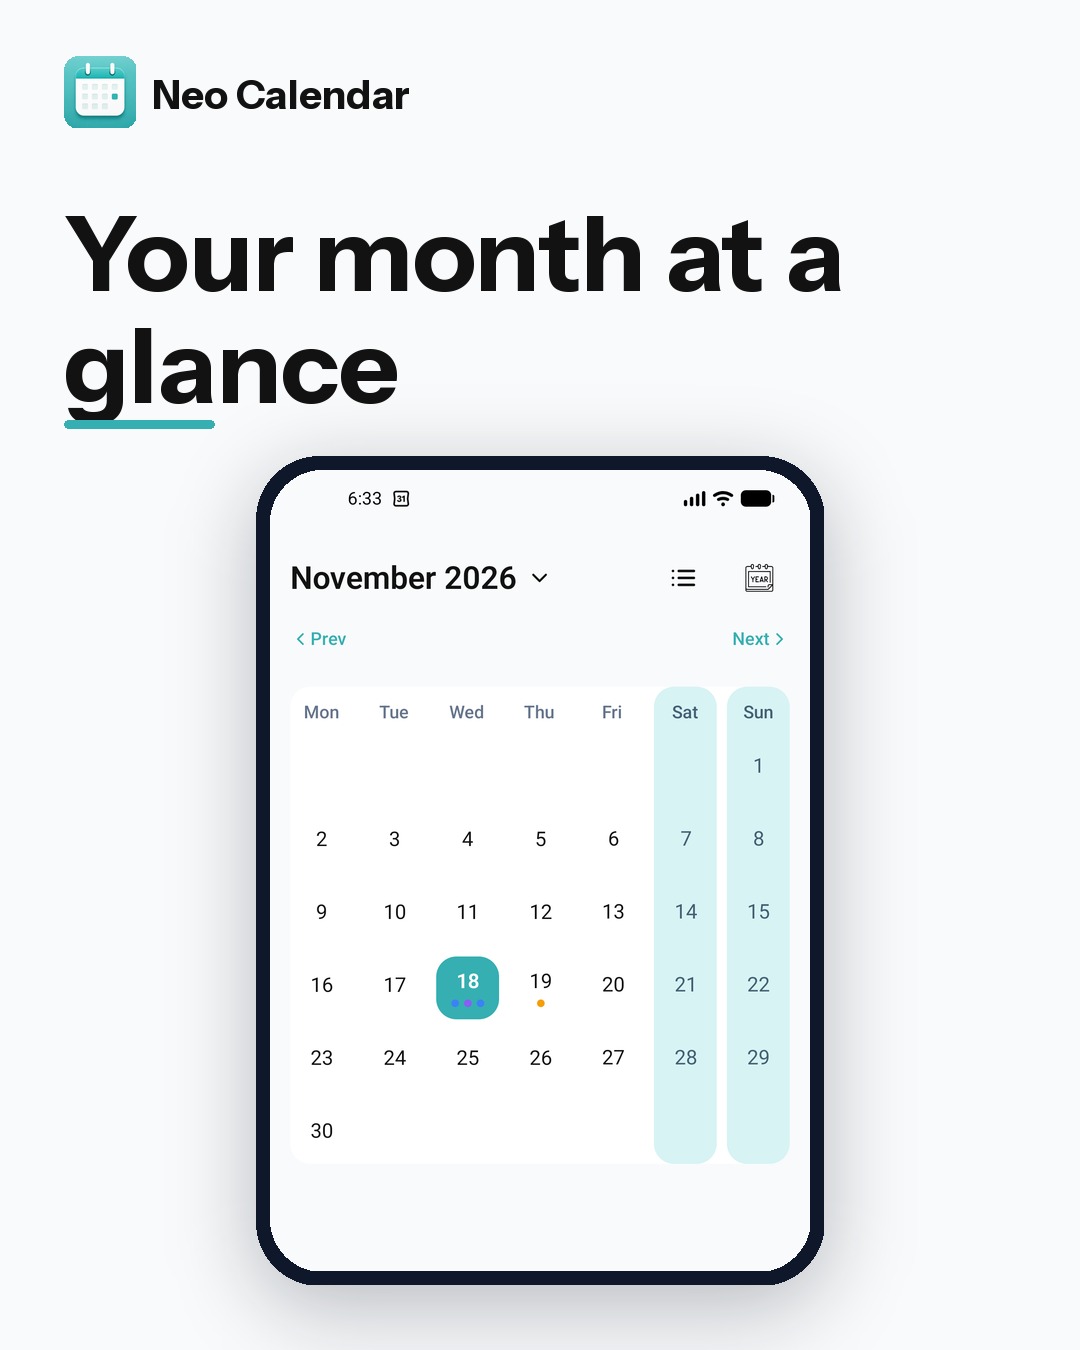 Neo Calendar
Your month at a
glance
6:33 31
November 2026
YEAR
Prev
Next
Mon Tue Wed Thu Fri Sat Sun
1
2 3 4 5 6 7 8
9 10 11 12 13 14 15
16 17 18 19 20 21 22
23 24 25 26 27 28 29
30